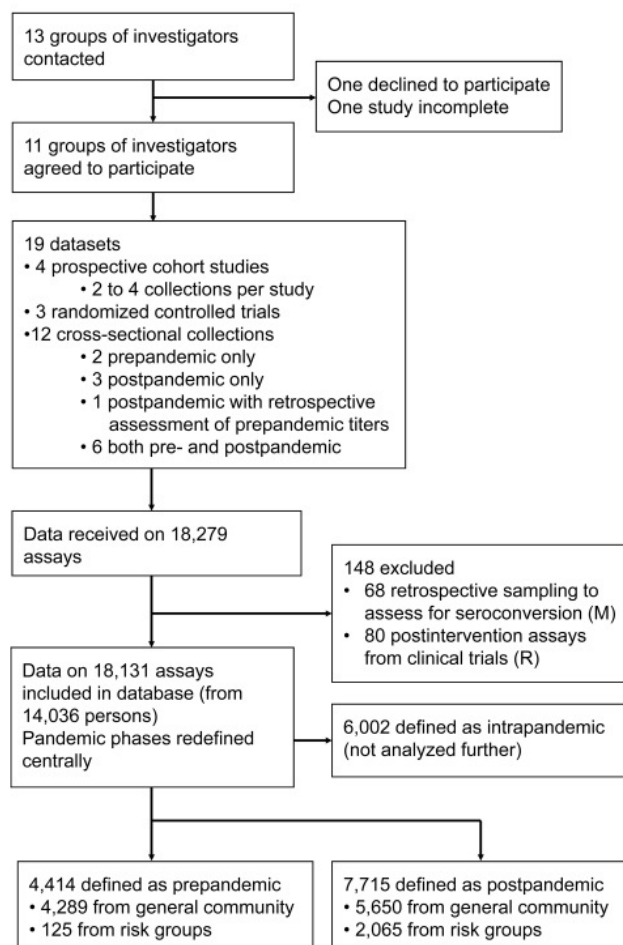 13 groups of investigators
contacted
One declined to participate
One study incomplete
11 groups of investigators
agreed to participate
19 datasets
• 4 prospective cohort studies
• 2 to 4 collections per study
• 3 randomized controlled trials
•12 cross-sectional collections
• 2 prepandemic only
• 3 postpandemic only
• 1 postpandemic with retrospective
assessment of prepandemic titers
• 6 both pre- and postpandemic
Data received on 18,279
assays
148 excluded
• 68 retrospective sampling to
assess for seroconversion (M)
• 80 postintervention assays
from clinical trials (R)
Data on 18,131 assays
included in database (from
14,036 persons)
Pandemic phases redefined
centrally
6,002 defined as intrapandemic
(not analyzed further)
4,414 defined as prepandemic
• 4,289 from general community
• 125 from risk groups
7,715 defined as postpandemic
• 5,650 from general community
• 2,065 from risk groups